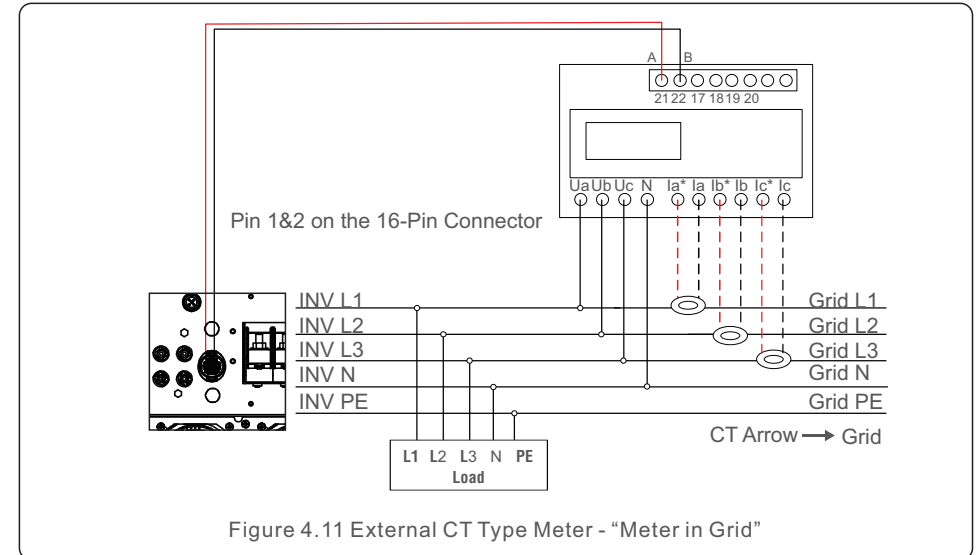 A B
21 22 17 18 19 20
Ua Ub Uc N Ia* Ia Ib* Ib Ic* Ic
Pin 1&2 on the 16-Pin Connector
INV L1 Grid L1
INV L2 Grid L2
INV L3 Grid L3
INV N Grid N
INV PE Grid PE
CT Arrow → Grid
L1 L2 L3 N PE
Load
Figure 4.11 External CT Type Meter - “Meter in Grid”